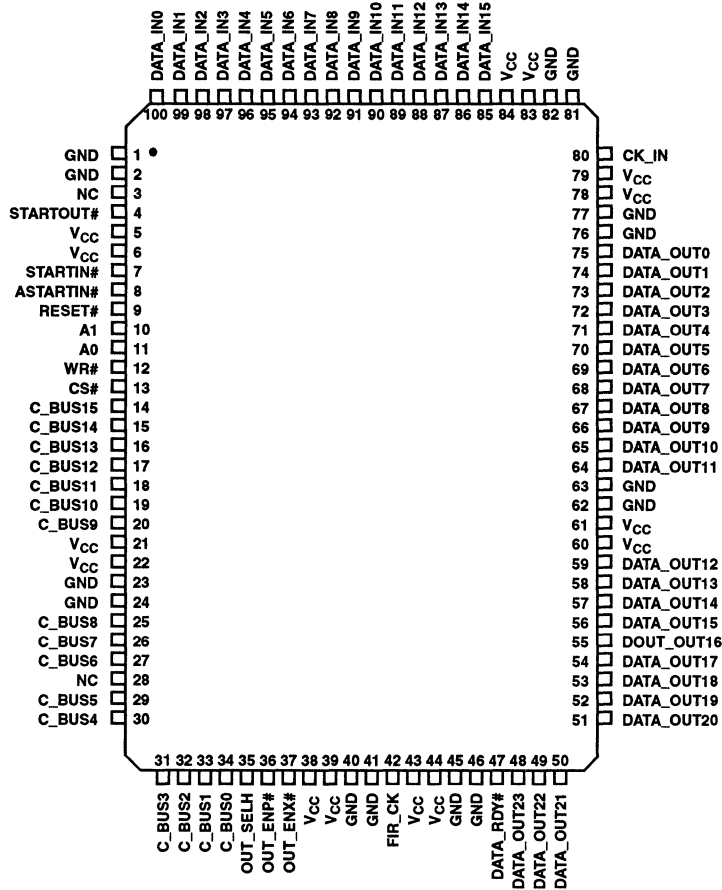 DATA_IN0
DATA_IN1
DATA_IN2
DATA_IN3
DATA_IN4
DATA_IN5
DATA_IN6
DATA_IN7
DATA_IN8
DATA_IN9
DATA_IN10
DATA_IN11
DATA_IN12
DATA_IN13
DATA_IN14
DATA_IN15
VCC
VCC
GND
GND
100 99 98 97 96 95 94 93 92 91 90 89 88 87 86 85 84 83 82 81
GND 1 80 CK_IN
GND 2 79 VCC
NC 3 78 VCC
STARTOUT# 4 77 GND
VCC 5 76 GND
VCC 6 75 DATA_OUT0
STARTIN# 7 74 DATA_OUT1
ASTARTIN# 8 73 DATA_OUT2
RESET# 9 72 DATA_OUT3
A1 10 71 DATA_OUT4
A0 11 70 DATA_OUT5
WR# 12 69 DATA_OUT6
CS# 13 68 DATA_OUT7
C_BUS15 14 67 DATA_OUT8
C_BUS14 15 66 DATA_OUT9
C_BUS13 16 65 DATA_OUT10
C_BUS12 17 64 DATA_OUT11
C_BUS11 18 63 GND
C_BUS10 19 62 GND
C_BUS9 20 61 VCC
VCC 21 60 VCC
VCC 22 59 DATA_OUT12
GND 23 58 DATA_OUT13
GND 24 57 DATA_OUT14
C_BUS8 25 56 DATA_OUT15
C_BUS7 26 55 DOUT_OUT16
C_BUS6 27 54 DATA_OUT17
NC 28 53 DATA_OUT18
C_BUS5 29 52 DATA_OUT19
C_BUS4 30 51 DATA_OUT20
31 32 33 34 35 36 37 38 39 40 41 42 43 44 45 46 47 48 49 50
C_BUS3
C_BUS2
C_BUS1
C_BUS0
OUT_SELH
OUT_ENP#
OUT_ENX#
VCC
VCC
GND
GND
FIR_CK
VCC
VCC
GND
GND
DATA_RDY#
DATA_OUT23
DATA_OUT22
DATA_OUT21